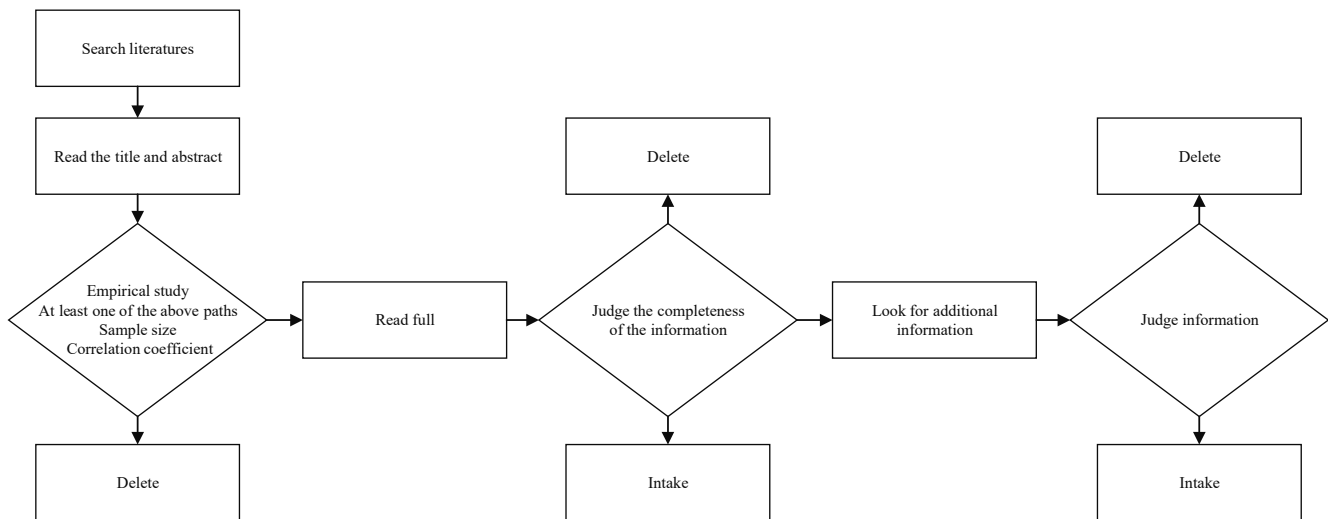 Search literatures
Read the title and abstract
Empirical study
At least one of the above paths
Sample size
Correlation coefficient
Delete
Read full
Delete
Judge the completeness
of the information
Intake
Look for additional
information
Delete
Judge information
Intake